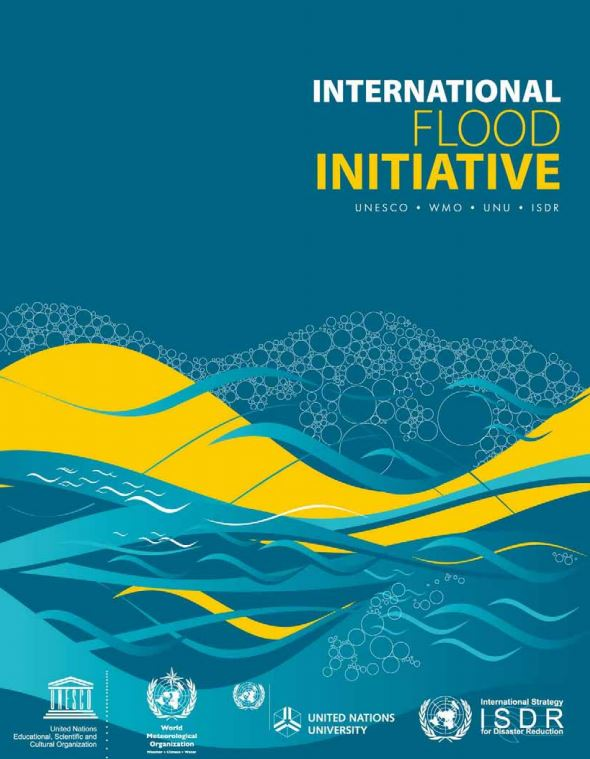 INTERNATIONAL
FLOOD
INITIATIVE
UNESCO • WMO • UNU • ISDR
UNESCO
United Nations
Educational, Scientific and
Cultural Organization
World
Meteorological
Organization
Weather • Climate • Water
UNITED NATIONS
UNIVERSITY
International Strategy
ISDR
for Disaster Reduction